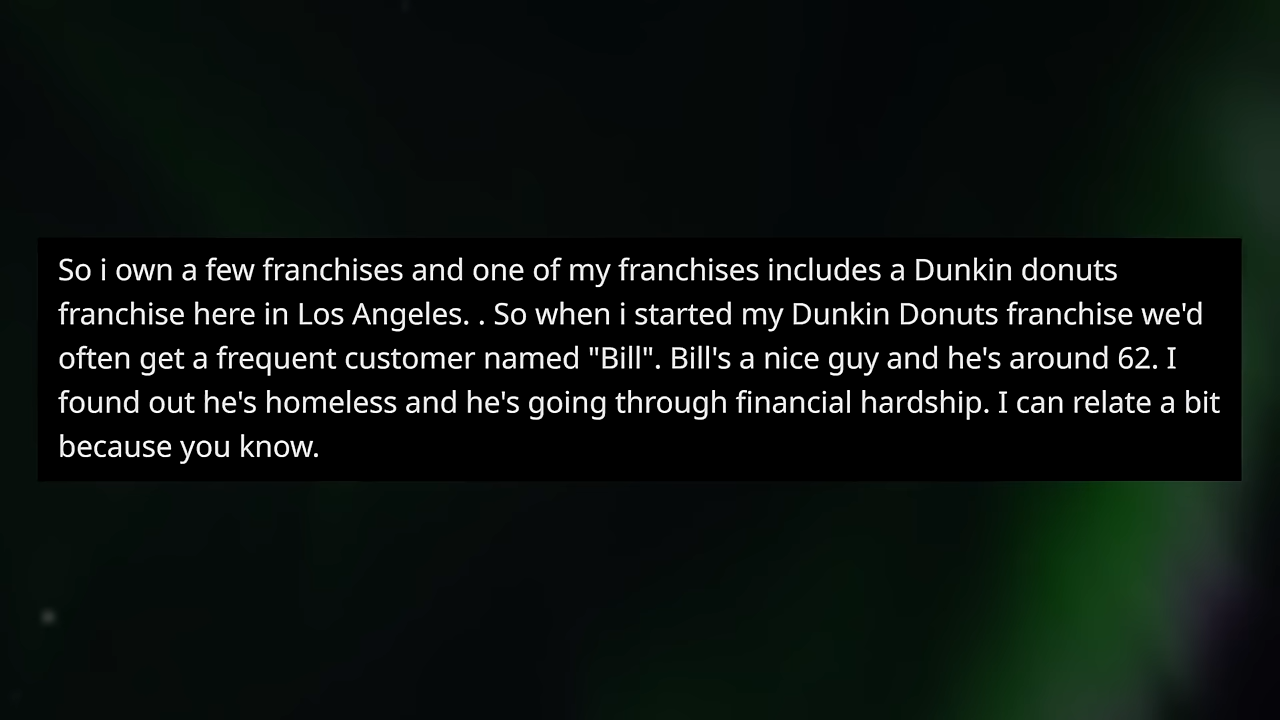 So i own a few franchises and one of my franchises includes a Dunkin donuts
franchise here in Los Angeles. . So when i started my Dunkin Donuts franchise we'd
often get a frequent customer named "Bill". Bill's a nice guy and he's around 62. I
found out he's homeless and he's going through financial hardship. I can relate a bit
because you know.